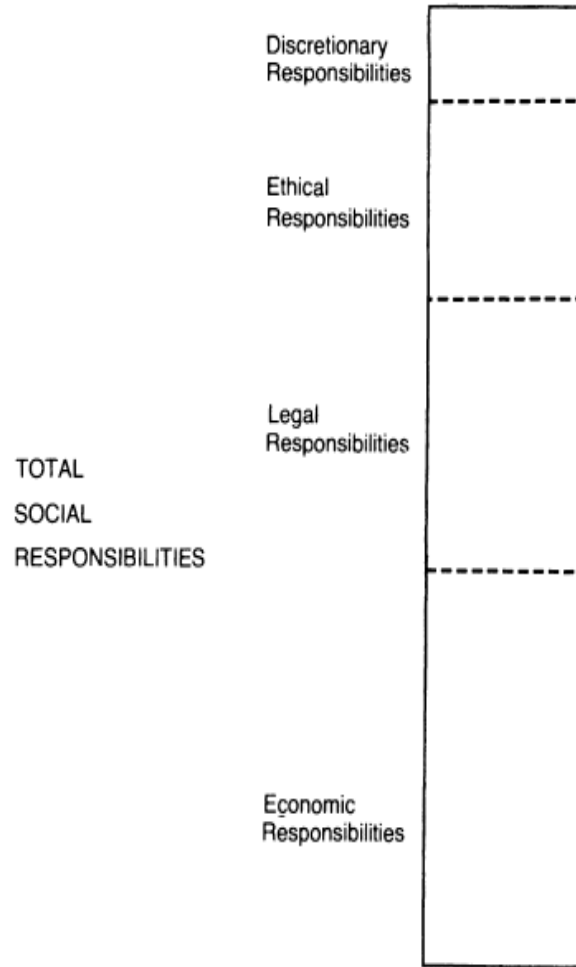 Discretionary
Responsibilities
Ethical
Responsibilities
Legal
Responsibilities
TOTAL
SOCIAL
RESPONSIBILITIES
Economic
Responsibilities